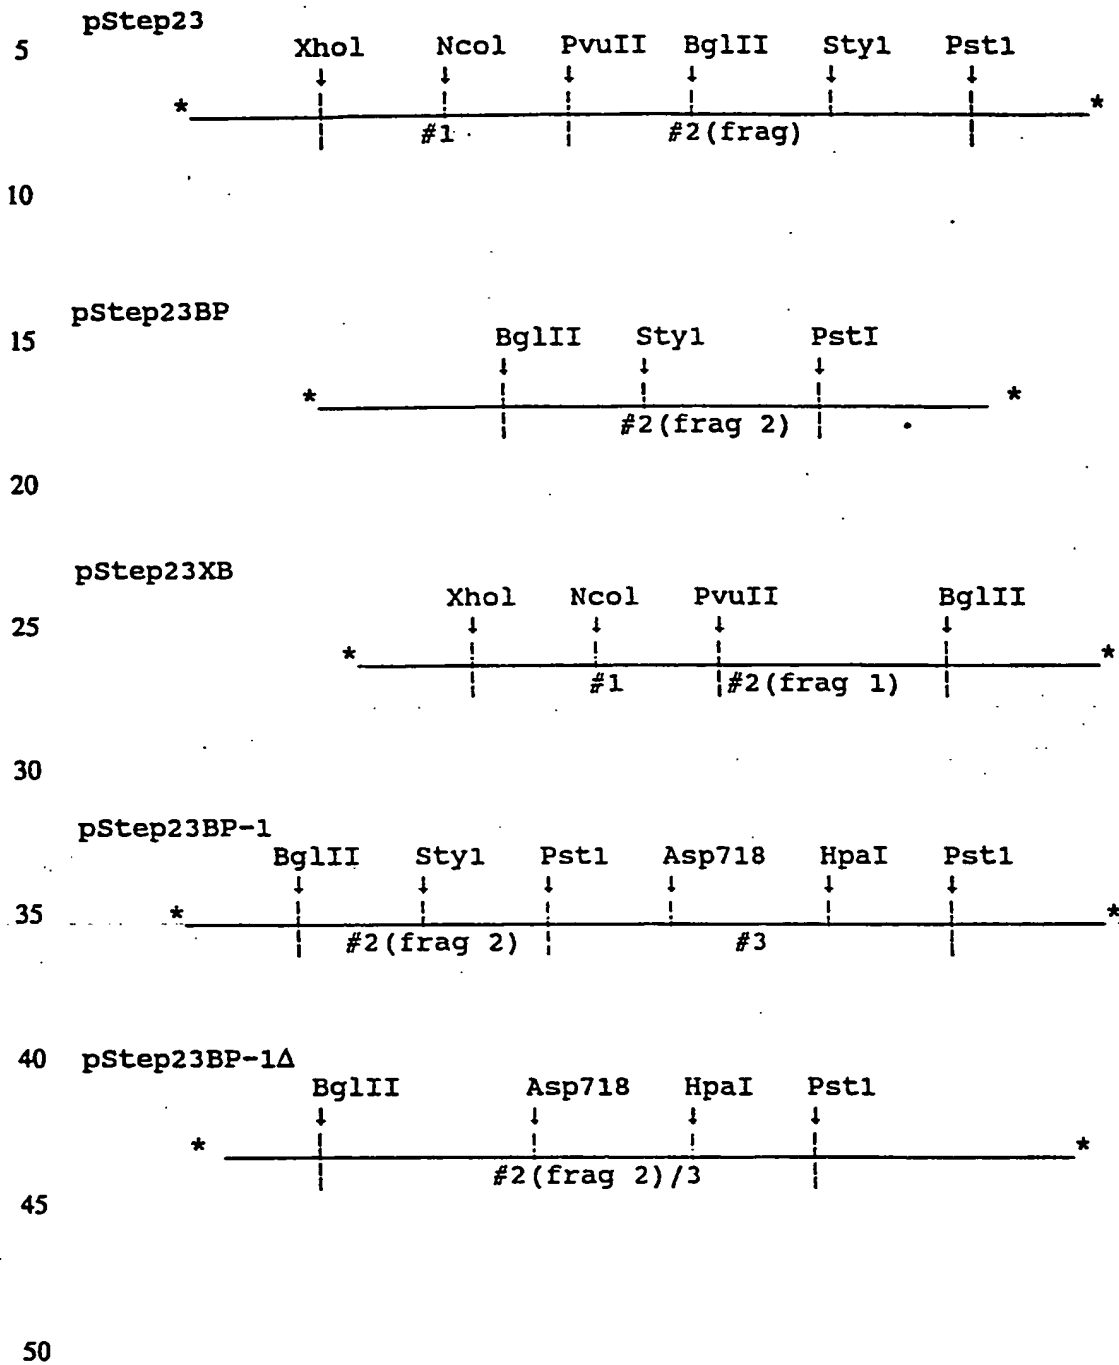 pStep23
5 Xhol Ncol PvuII BglII Sty1 Pst1
* *
#1 #2(frag)
10
pStep23BP
15 BglII Sty1 PstI
* *
#2(frag 2)
20
pStep23XB
25 Xhol Ncol PvuII BglII
* *
#1 #2(frag 1)
30
pStep23BP-1
BglII Sty1 Pst1 Asp718 HpaI Pst1
35 * *
#2(frag 2) #3
40 pStep23BP-1Δ
BglII Asp718 HpaI Pst1
* *
#2(frag 2)/3
45
50